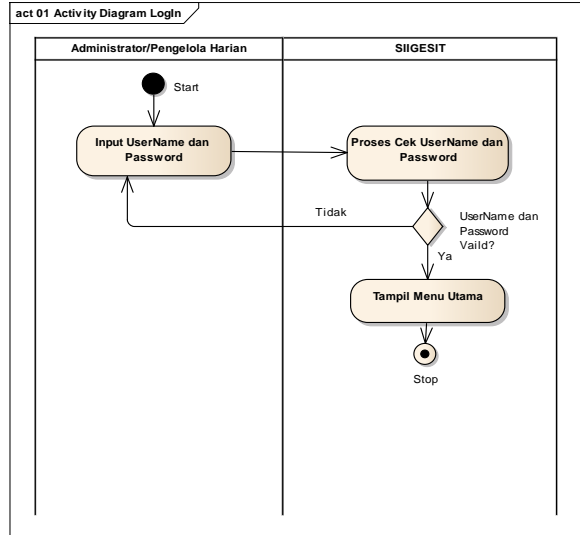 act 01 Activity Diagram LogIn
Administrator/Pengelola Harian
SIIGESIT
Start
Input UserName dan
Password
Proses Cek UserName dan
Password
Tidak
UserName dan
Password
Vaild?
Ya
Tampil Menu Utama
Stop